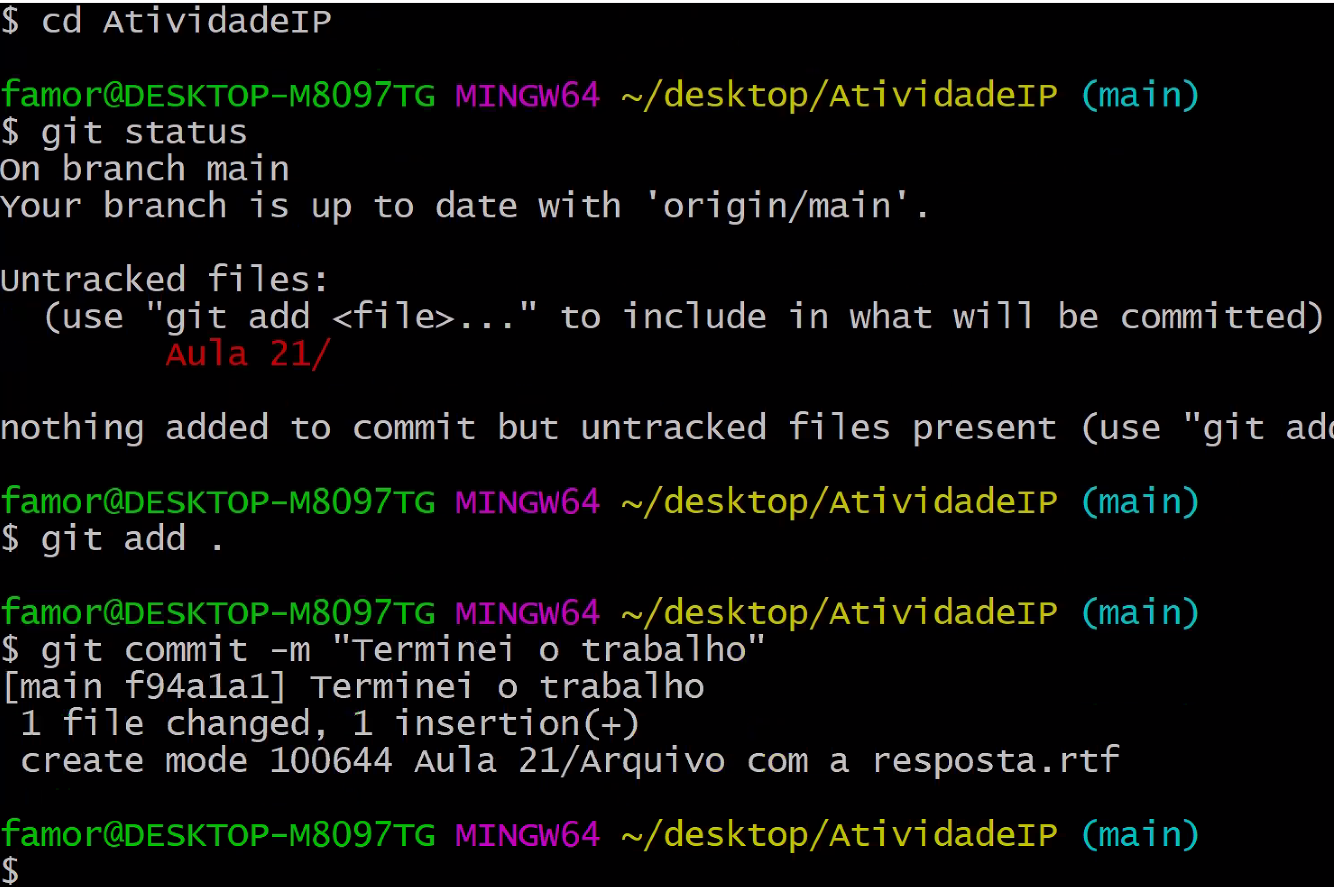 $ cd AtividadeIP
famor@DESKTOP-M8097TG MINGW64 ~/desktop/AtividadeIP (main)
$ git status
On branch main
Your branch is up to date with 'origin/main'.
Untracked files:
(use "git add <file>..." to include in what will be committed)
Aula 21/
nothing added to commit but untracked files present (use "git add
famor@DESKTOP-M8097TG MINGW64 ~/desktop/AtividadeIP (main)
$ git add .
famor@DESKTOP-M8097TG MINGW64 ~/desktop/AtividadeIP (main)
$ git commit -m "Terminei o trabalho"
[main f94a1a1] Terminei o trabalho
1 file changed, 1 insertion(+)
create mode 100644 Aula 21/Arquivo com a resposta.rtf
famor@DESKTOP-M8097TG MINGW64 ~/desktop/AtividadeIP (main)
$